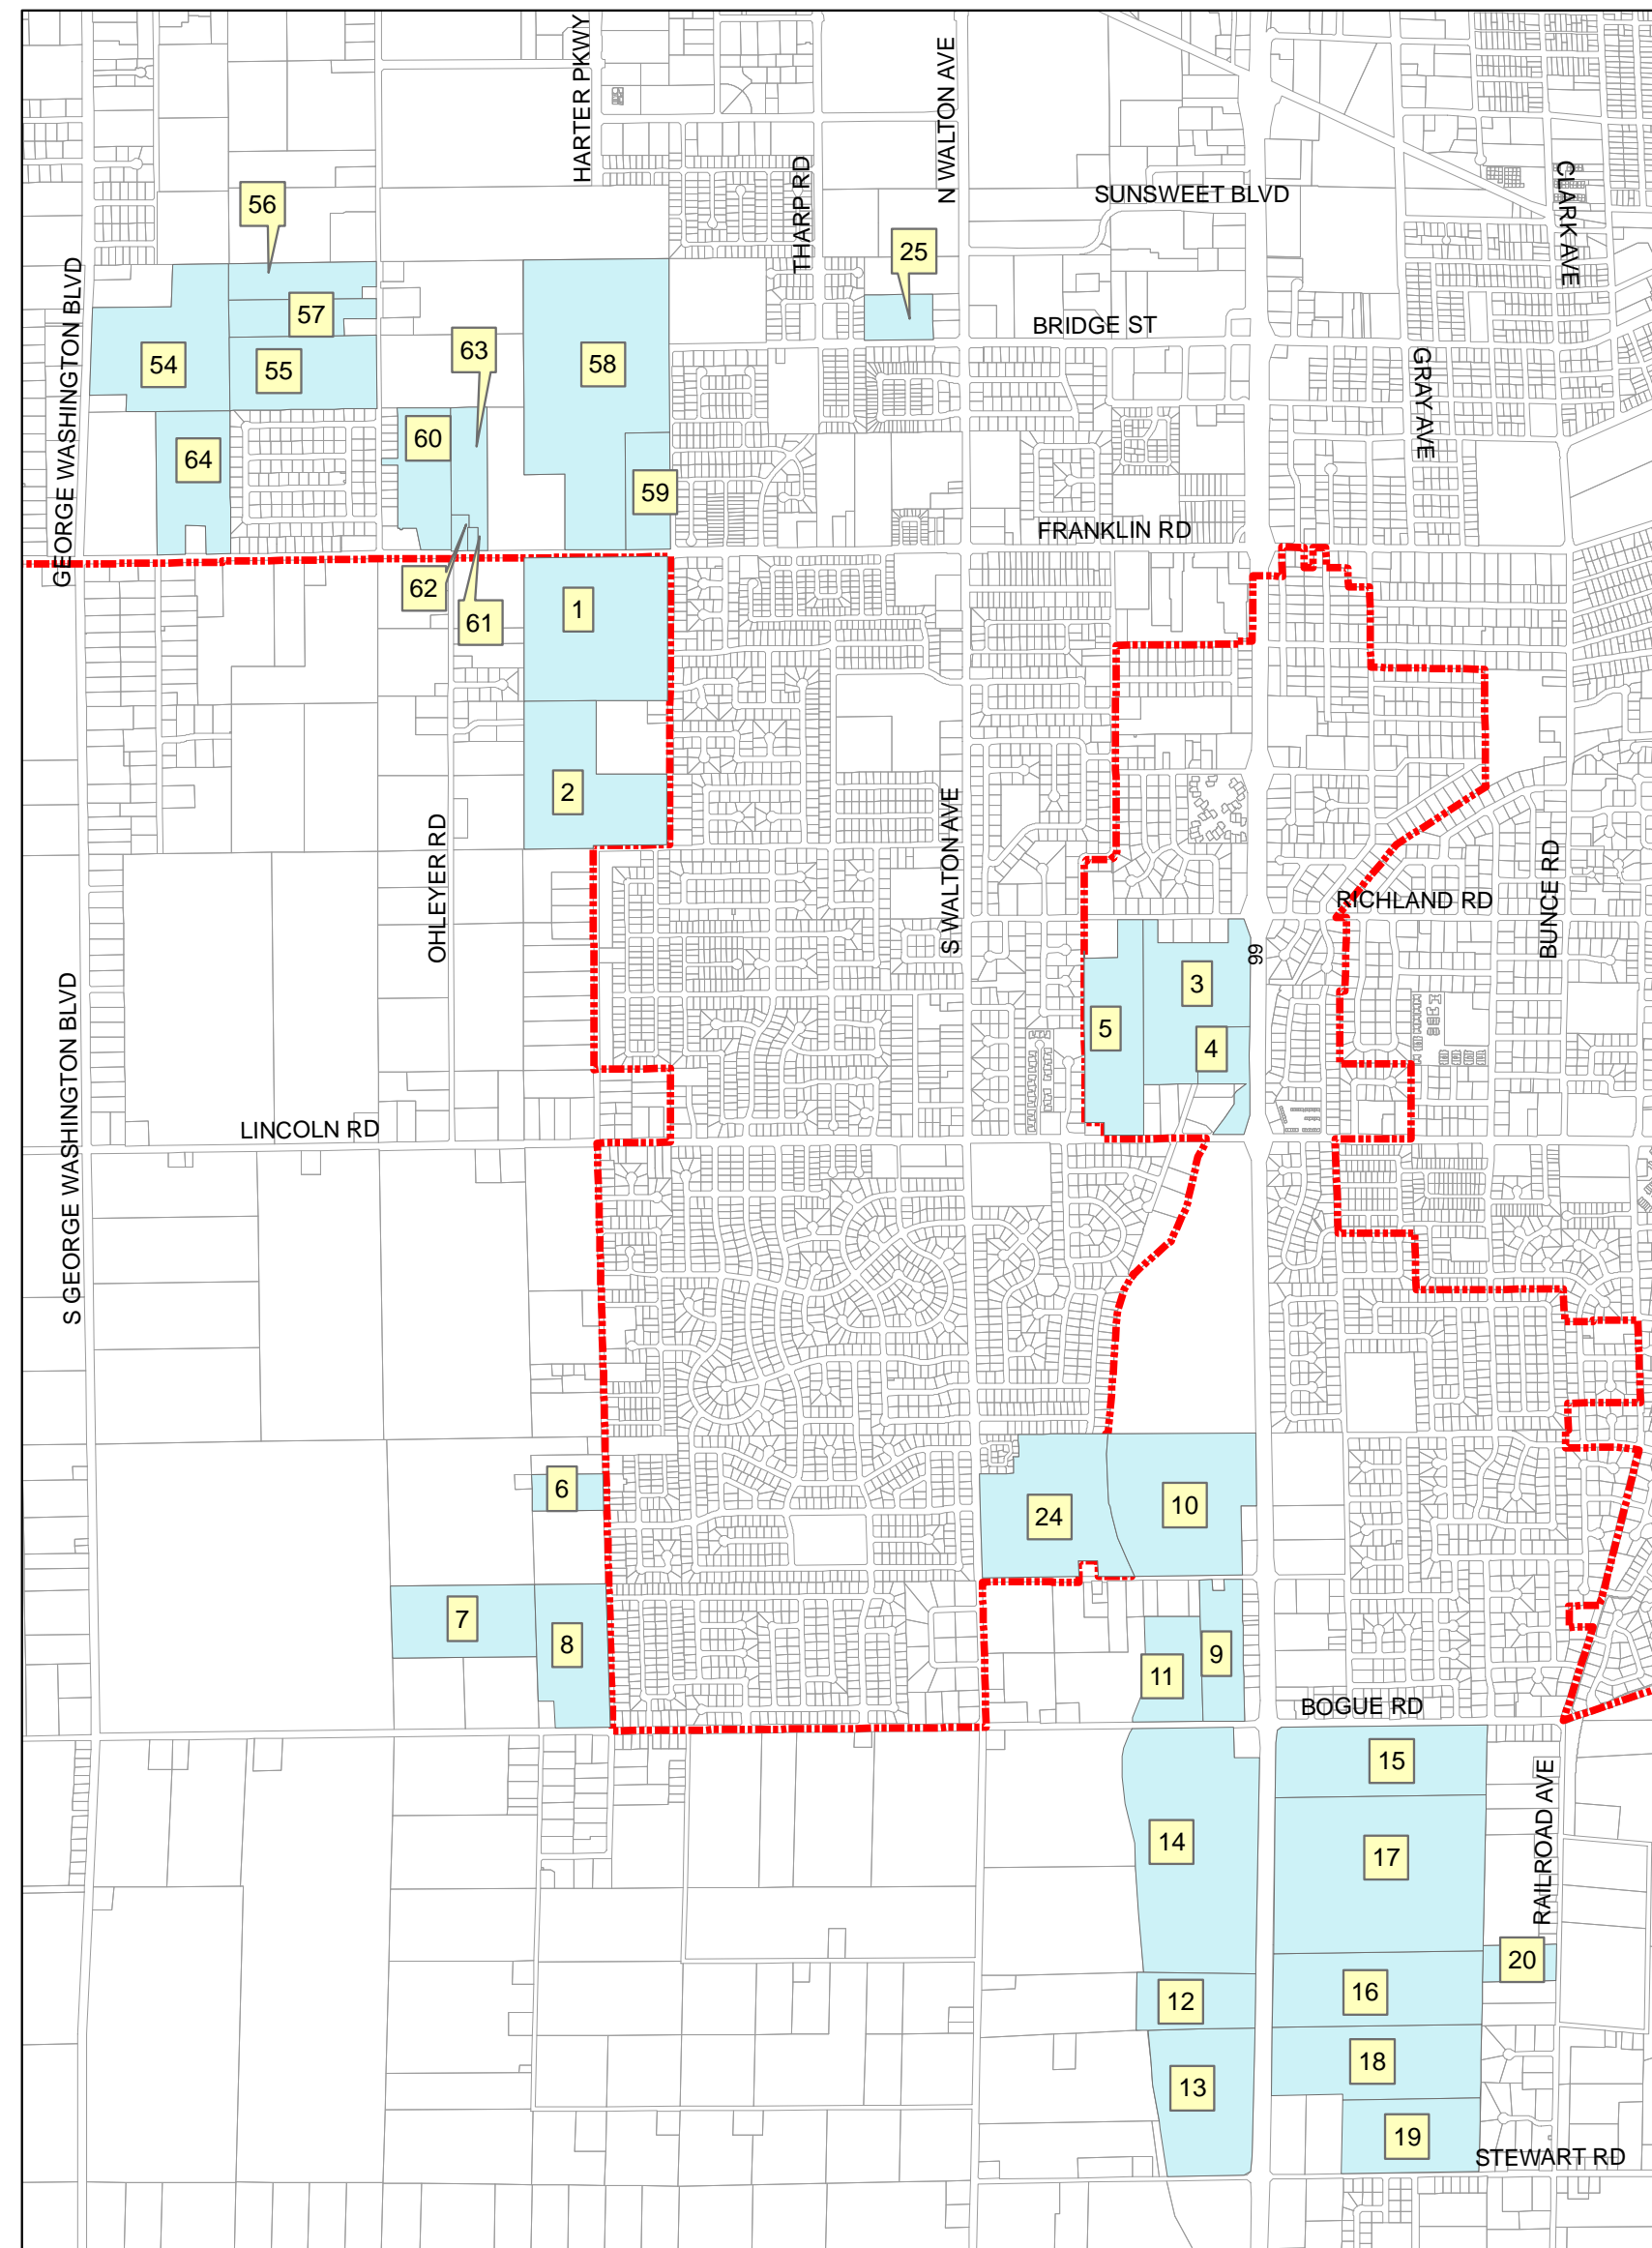 HARTER PKWY
N WALTON AVE
THARP RD
SUNSWEET BLVD
CLARK AVE
56
25
GEORGE WASHINGTON BLVD
57
BRIDGE ST
63
54
55
58
GRAY AVE
60
64
59
FRANKLIN RD
62
1
61
2
S WALTON AVE
OHLEYER RD
RICHLAND RD
BUNCE RD
99
3
5
4
S GEORGE WASHINGTON BLVD
LINCOLN RD
6
24
10
7
8
9
11
BOGUE RD
15
RAILROAD AVE
14
17
20
12
16
18
13
19
STEWART RD